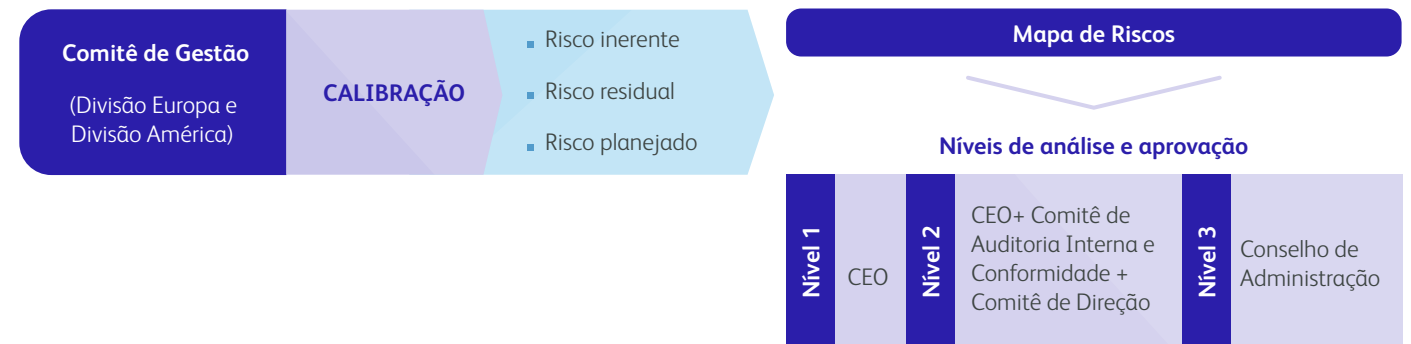 Comitê de Gestão
(Divisão Europa e
Divisão América)
CALIBRAÇÃO
Risco inerente
Risco residual
Risco planejado
Mapa de Riscos
Níveis de análise e aprovação
Nível 1
CEO
Nível 2
CEO+ Comitê de
Auditoria Interna e
Conformidade +
Comitê de Direção
Nível 3
Conselho de
Administração